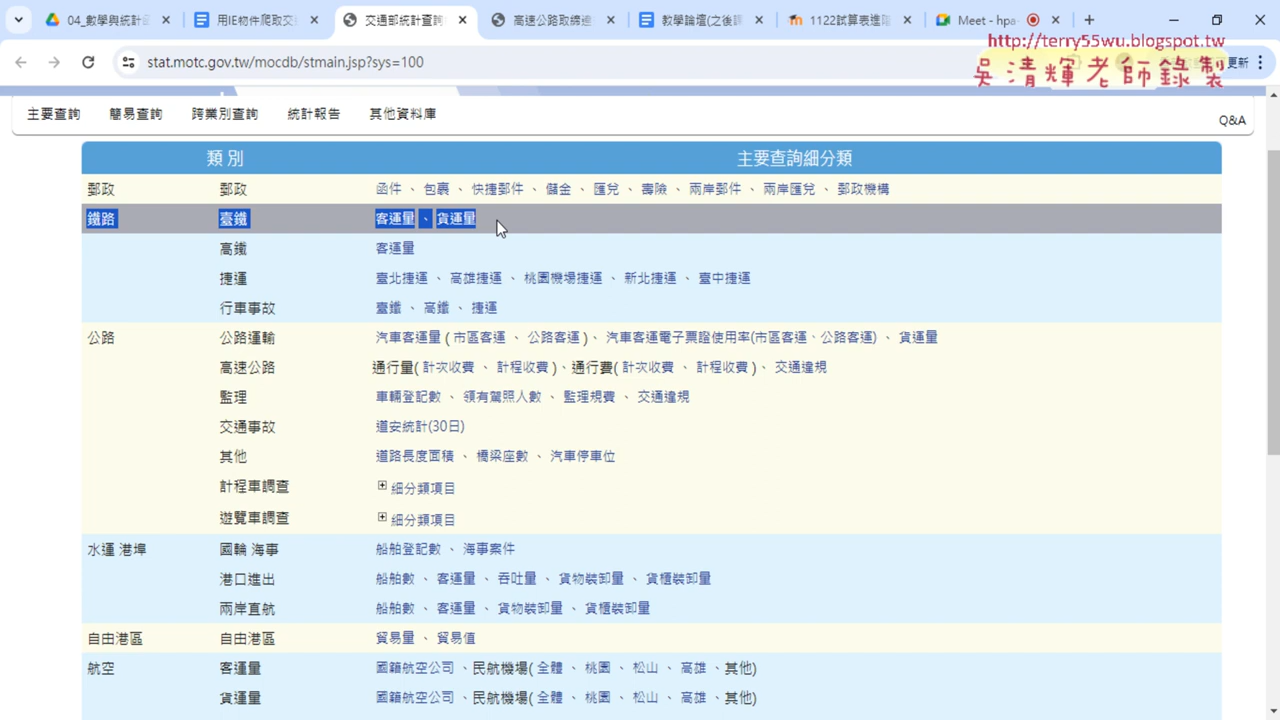 04_數學與統計函
用IE物件爬取交
交通部統計查詢
高速公路取締違
教學論壇(之後課
1122試算表進階
Meet - hpa
http://terry55wu.blogspot.tw
stat.motc.gov.tw/mocdb/stmain.jsp?sys=100
更新
吳清輝老師錄製
主要查詢 簡易查詢 跨業別查詢 統計報告 其他資料庫
Q&A
類 別 主要查詢細分類
郵政 郵政 函件 、 包裹 、 快捷郵件 、 儲金 、 匯兌 、 壽險 、 兩岸郵件 、 兩岸匯兌 、 郵政機構
鐵路 臺鐵 客運量 、 貨運量
高鐵 客運量
捷運 臺北捷運 、 高雄捷運 、 桃園機場捷運 、 新北捷運 、 臺中捷運
行車事故 臺鐵 、 高鐵 、 捷運
公路 公路運輸 汽車客運量 ( 市區客運 、 公路客運 )、 汽車客運電子票證使用率(市區客運、公路客運) 、 貨運量
高速公路 通行量( 計次收費 、 計程收費 )、通行費( 計次收費 、 計程收費 )、 交通違規
監理 車輛登記數 、 領有駕照人數 、 監理規費 、 交通違規
交通事故 道安統計(30日)
其他 道路長度面積 、 橋梁座數 、 汽車停車位
計程車調查 細分類項目
遊覽車調查 細分類項目
水運 港埠 國輪 海事 船舶登記數 、 海事案件
港口進出 船舶數 、 客運量 、 吞吐量 、 貨物裝卸量 、 貨櫃裝卸量
兩岸直航 船舶數 、 客運量 、 貨物裝卸量 、 貨櫃裝卸量
自由港區 自由港區 貿易量 、 貿易值
航空 客運量 國籍航空公司 、民航機場( 全體 、 桃園 、 松山 、 高雄 、其他)
貨運量 國籍航空公司 、民航機場( 全體 、 桃園 、 松山 、 高雄 、其他)